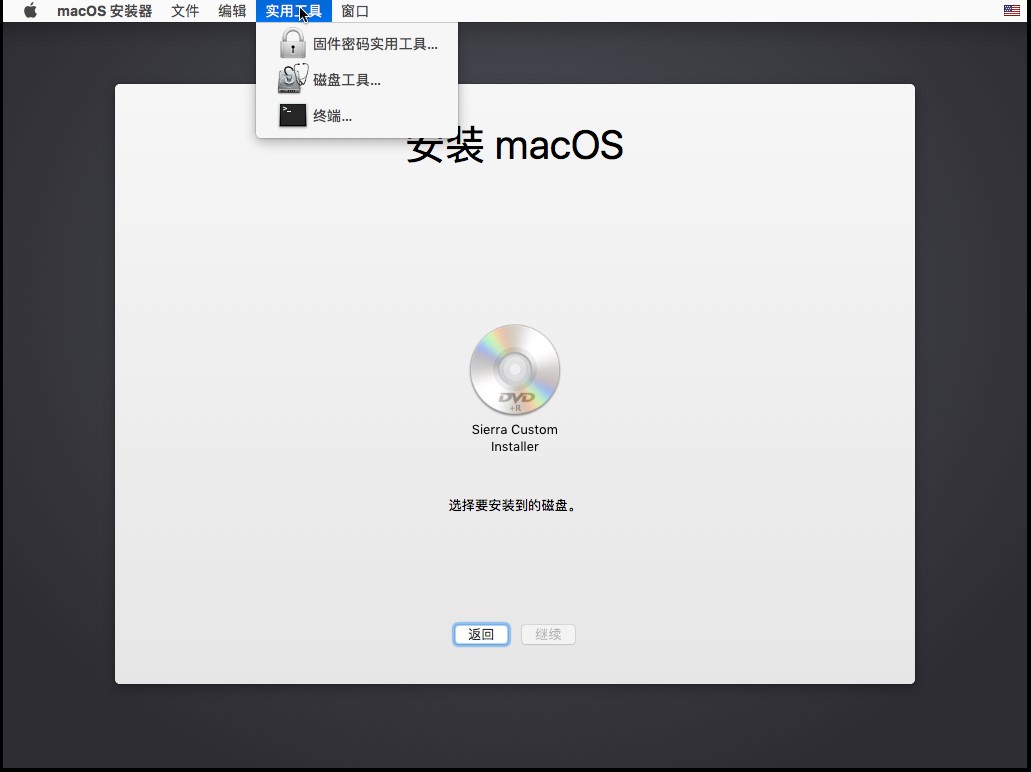 macOS 安装器 文件 编辑 实用工具 窗口
固件密码实用工具...
磁盘工具...
>_
终端...
安装 macOS
DVD
+R
Sierra Custom
Installer
选择要安装到的磁盘。
返回 继续